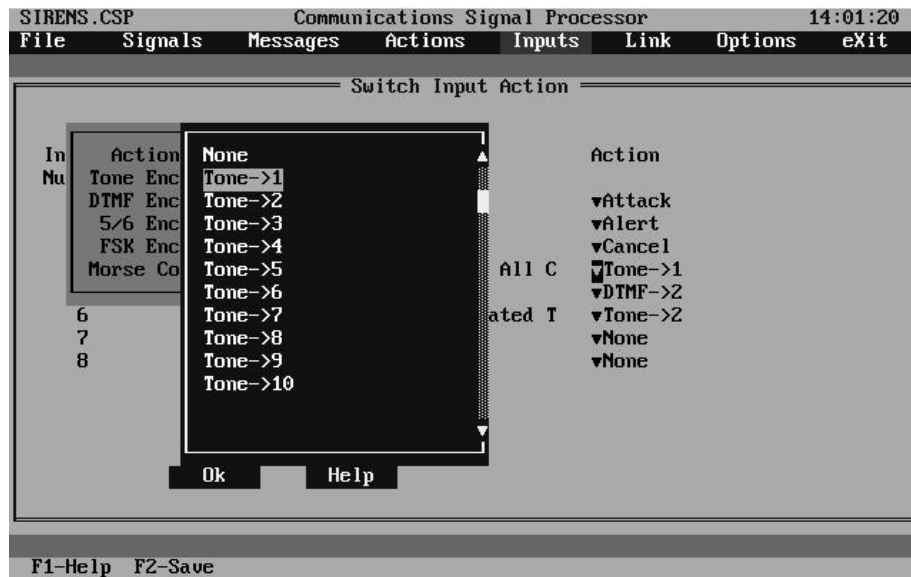 SIRENS.CSP Communications Signal Processor 14:01:20
File Signals Messages Actions Inputs Link Options eXit
Switch Input Action
In Action None Action
Nu Tone Enc Tone->1
DTMF Enc Tone->2 ▼Attack
5/6 Enc Tone->3 ▼Alert
FSK Enc Tone->4 ▼Cancel
Morse Co Tone->5 All C ▼Tone->1
Tone->6 ▼DTMF->2
6 Tone->7 ated T ▼Tone->2
7 Tone->8 ▼None
8 Tone->9 ▼None
Tone->10
Ok Help
F1-Help F2-Save